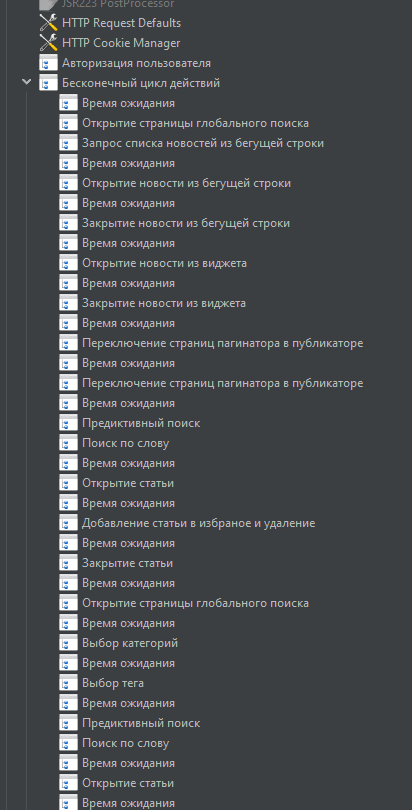 JSR223 PostProcessor
HTTP Request Defaults
HTTP Cookie Manager
Авторизация пользователя
Бесконечный цикл действий
Время ожидания
Открытие страницы глобального поиска
Запрос списка новостей из бегущей строки
Время ожидания
Открытие новости из бегущей строки
Время ожидания
Закрытие новости из бегущей строки
Время ожидания
Открытие новости из виджета
Время ожидания
Закрытие новости из виджета
Время ожидания
Переключение страниц пагинатора в публикаторе
Время ожидания
Переключение страниц пагинатора в публикаторе
Время ожидания
Предиктивный поиск
Поиск по слову
Время ожидания
Открытие статьи
Время ожидания
Добавление статьи в избраное и удаление
Время ожидания
Закрытие статьи
Время ожидания
Открытие страницы глобального поиска
Время ожидания
Выбор категорий
Время ожидания
Выбор тега
Время ожидания
Предиктивный поиск
Поиск по слову
Время ожидания
Открытие статьи
Время ожидания